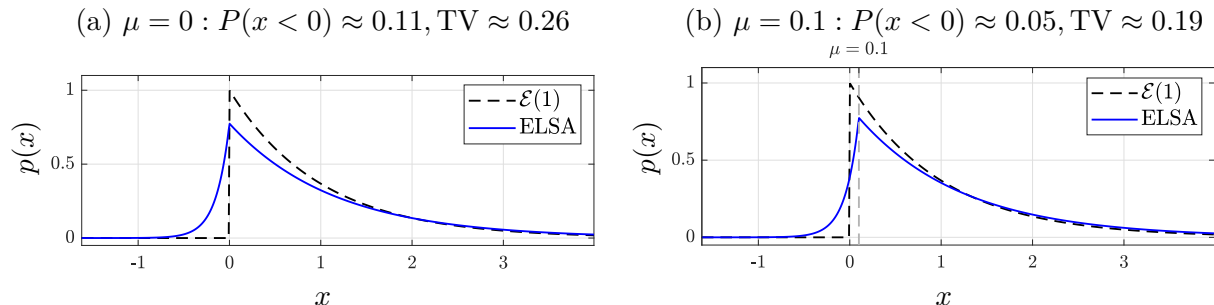 (a) μ = 0 : P(x < 0) ≈ 0.11, TV ≈ 0.26
1
0.5
0
p(x)
-1 0 1 2 3
x
ℰ(1)
ELSA
(b) μ = 0.1 : P(x < 0) ≈ 0.05, TV ≈ 0.19
μ = 0.1
1
0.5
0
p(x)
-1 0 1 2 3
x
ℰ(1)
ELSA